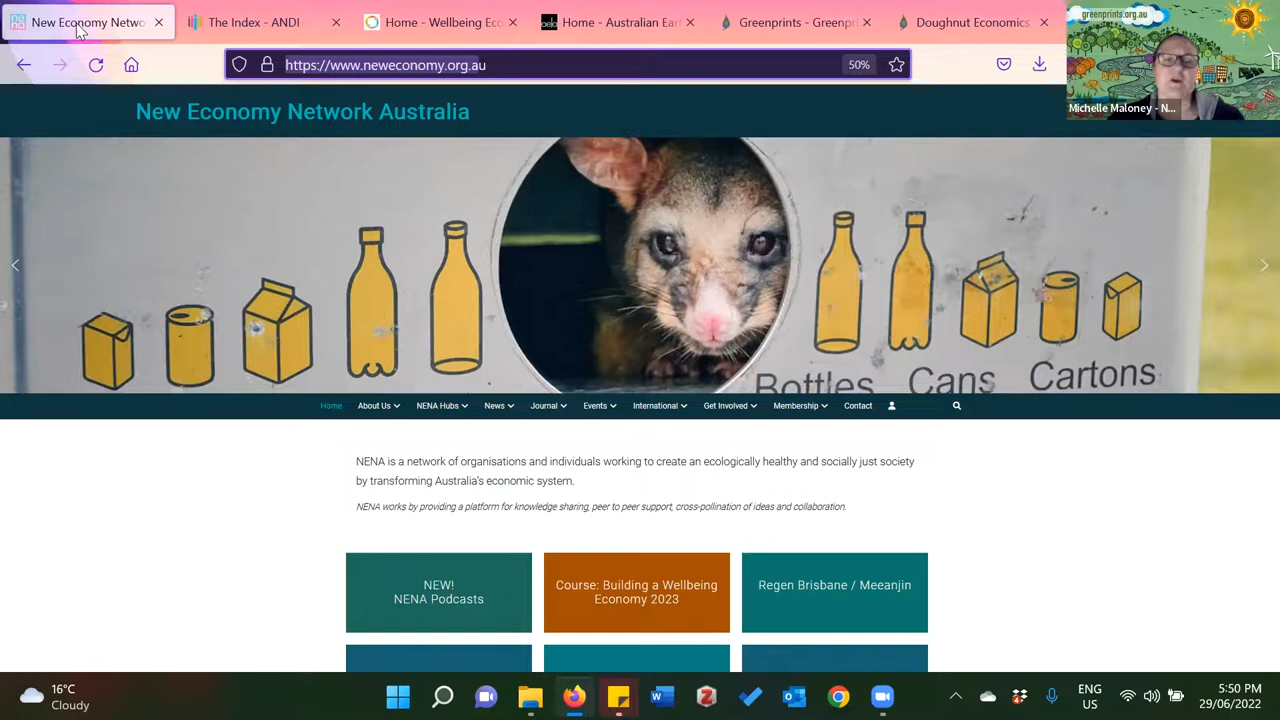 New Economy Netwo
The Index - ANDI
Home - Wellbeing Eco
Home - Australian Eart
Greenprints - Greenpr
Doughnut Economics
greenprints.org.au
https://www.neweconomy.org.au
50%
Michelle Maloney - N...
New Economy Network Australia
Bottles Cans Cartons
Home About Us NENA Hubs News Journal Events International Get Involved Membership Contact
NENA is a network of organisations and individuals working to create an ecologically healthy and socially just society
by transforming Australia's economic system.
NENA works by providing a platform for knowledge sharing, peer to peer support, cross-pollination of ideas and collaboration.
NEW!
NENA Podcasts
Course: Building a Wellbeing
Economy 2023
Regen Brisbane / Meeanjin
16°C
Cloudy
ENG
US
5:50 PM
29/06/2022